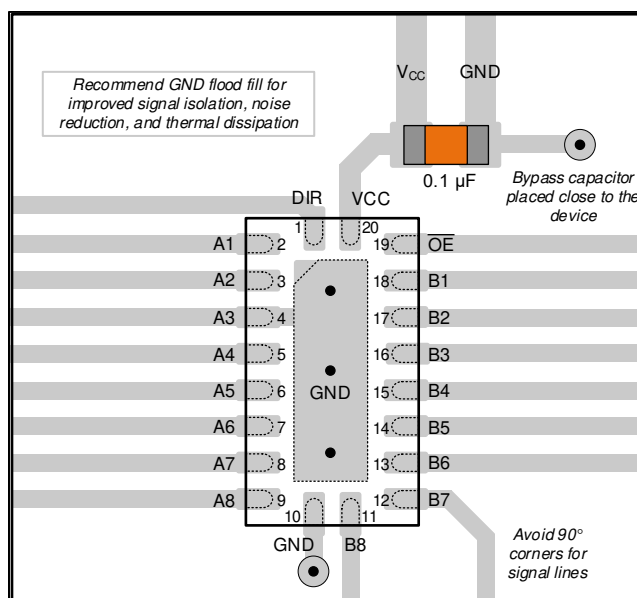 Recommend GND flood fill for
improved signal isolation, noise
reduction, and thermal dissipation
VCC GND
0.1 µF
Bypass capacitor
placed close to the
device
DIR VCC
1 20
A1 2 19 OE
A2 3 18 B1
A3 4 17 B2
A4 5 16 B3
A5 6 GND 15 B4
A6 7 14 B5
A7 8 13 B6
A8 9 12 B7
10 11
GND B8
Avoid 90°
corners for
signal lines